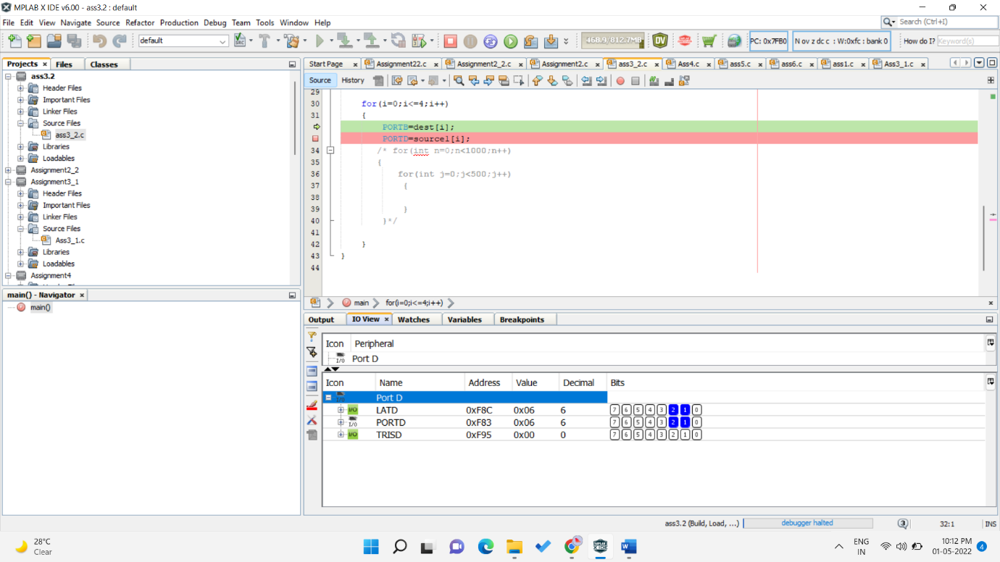 MPLAB X IDE v6.00 - ass3.2 : default
File Edit View Navigate Source Refactor Production Debug Team Tools Window Help
Search (Ctrl+I)
default
468.9/812.7MB
DV
PC: 0x7FB0
N ov z dc c : W:0xfc : bank 0
How do I? Keyword(s)
Projects × Files Classes
Start Page × Assignment22.c × Assignment2_2.c × Assignment2.c × ass3_2.c × Ass4.c × ass5.c × ass6.c × ass1.c × Ass3_1.c ×
Source History
ass3.2
Header Files
Important Files
Linker Files
Source Files
ass3_2.c
Libraries
Loadables
Assignment2_2
Assignment3_1
Header Files
Important Files
Linker Files
Source Files
Ass3_1.c
Libraries
Loadables
Assignment4
29
30 for(i=0;i<=4;i++)
31 {
PORTB=dest[i];
PORTD=source1[i];
34 /* for(int n=0;n<1000;n++)
35 {
36 for(int j=0;j<500;j++)
37 {
38
39 }
40 }*/
41
42 }
43 }
44
main() - Navigator ×
main()
main for(i=0;i<=4;i++)
Output IO View × Watches Variables Breakpoints
Icon Peripheral
I/O Port D
Icon Name Address Value Decimal Bits
Port D
I/O LATD 0xF8C 0x06 6 7 6 5 4 3 2 1 0
I/O PORTD 0xF83 0x06 6 7 6 5 4 3 2 1 0
I/O TRISD 0xF95 0x00 0 7 6 5 4 3 2 1 0
ass3.2 (Build, Load, ...) debugger halted 3 32:1 INS
28°C
Clear
ENG
IN
10:12 PM
01-05-2022
4